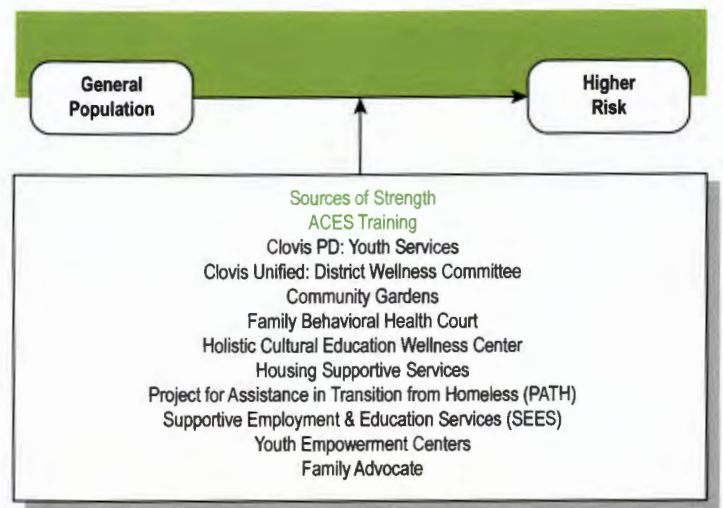 General
Population
Higher
Risk
Sources of Strength
ACES Training
Clovis PD: Youth Services
Clovis Unified: District Wellness Committee
Community Gardens
Family Behavioral Health Court
Holistic Cultural Education Wellness Center
Housing Supportive Services
Project for Assistance in Transition from Homeless (PATH)
Supportive Employment & Education Services (SEES)
Youth Empowerment Centers
Family Advocate